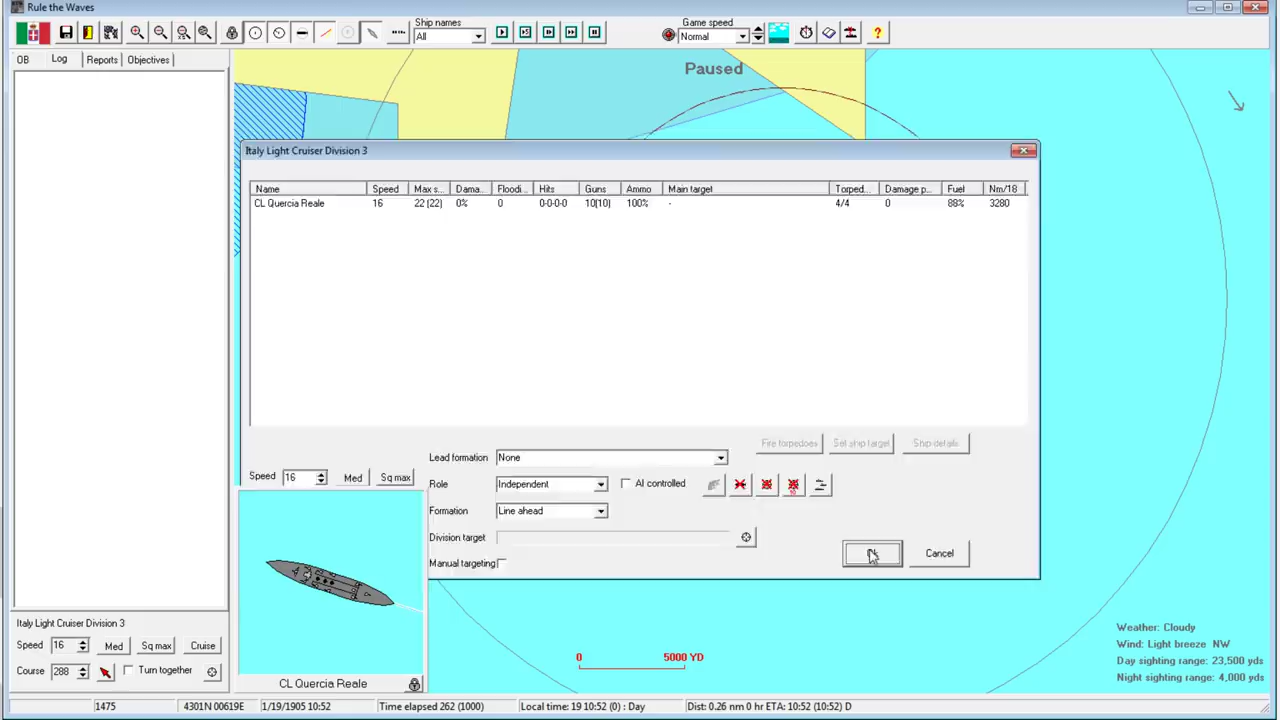 Rule the Waves
Ship names
All
Game speed
Normal
OB Log Reports Objectives
Paused
Italy Light Cruiser Division 3
Name Speed Max s... Dama... Floodi... Hits Guns Ammo Main target Torped... Damage p... Fuel Nm/18
CL Quercia Reale 16 22 (22) 0% 0 0-0-0-0 10(10) 100% - 4/4 0 88% 3280
Fire torpedoes Set ship target Ship details
Lead formation None
Speed 16 Med Sq max
Role Independent AI controlled
10
Formation Line ahead
Division target
Cancel
Manual targeting
Italy Light Cruiser Division 3
Speed 16 Med Sq max Cruise
Course 288 Turn together
CL Quercia Reale
0 5000 YD
Weather: Cloudy
Wind: Light breeze NW
Day sighting range: 23,500 yds
Night sighting range: 4,000 yds
1475 4301N 00619E 1/19/1905 10:52 Time elapsed 262 (1000) Local time: 19 10:52 (0) : Day Dist: 0.26 nm 0 hr ETA: 10:52 (10:52) D